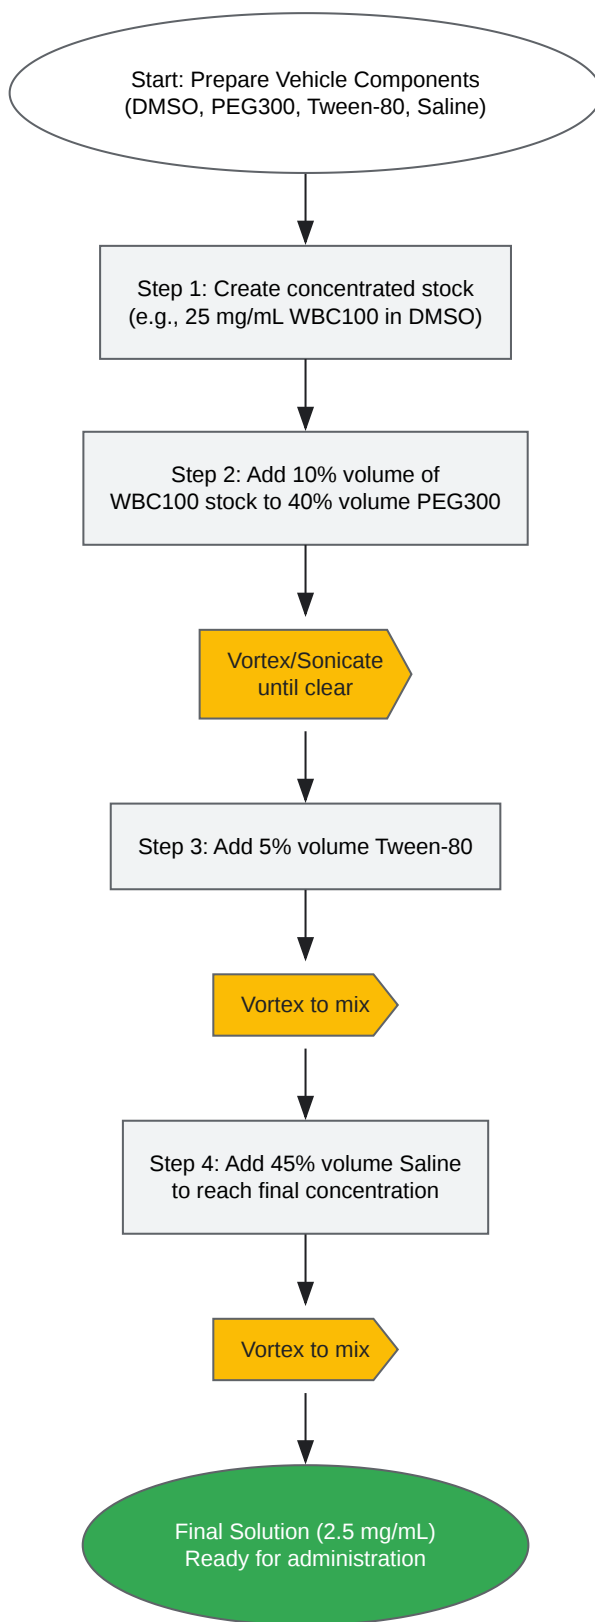 Start: Prepare Vehicle Components
(DMSO, PEG300, Tween-80, Saline)
Step 1: Create concentrated stock
(e.g., 25 mg/mL WBC100 in DMSO)
Step 2: Add 10% volume of
WBC100 stock to 40% volume PEG300
Vortex/Sonicate
until clear
Step 3: Add 5% volume Tween-80
Vortex to mix
Step 4: Add 45% volume Saline
to reach final concentration
Vortex to mix
Final Solution (2.5 mg/mL)
Ready for administration